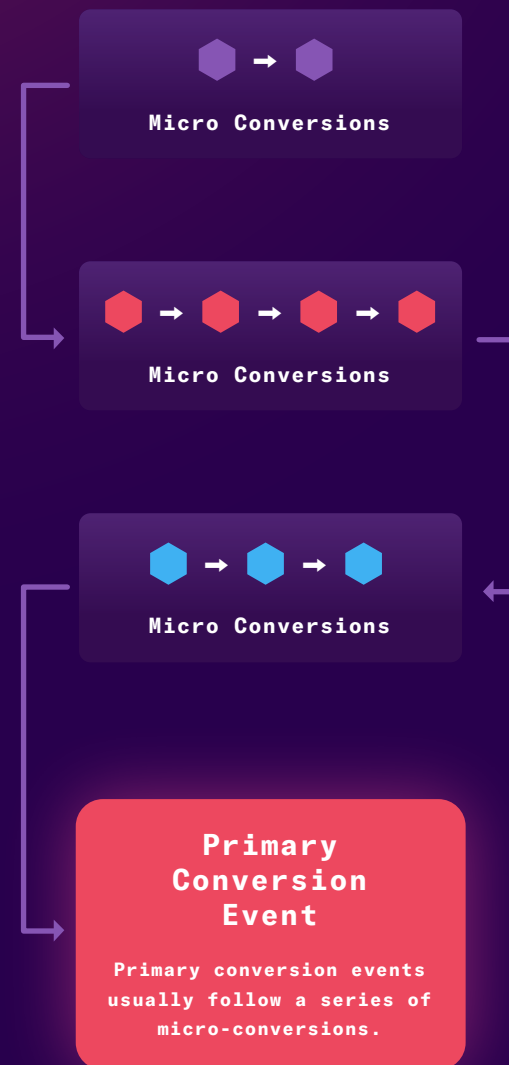 Micro Conversions
Micro Conversions
Micro Conversions
Primary
Conversion
Event
Primary conversion events
usually follow a series of
micro-conversions.